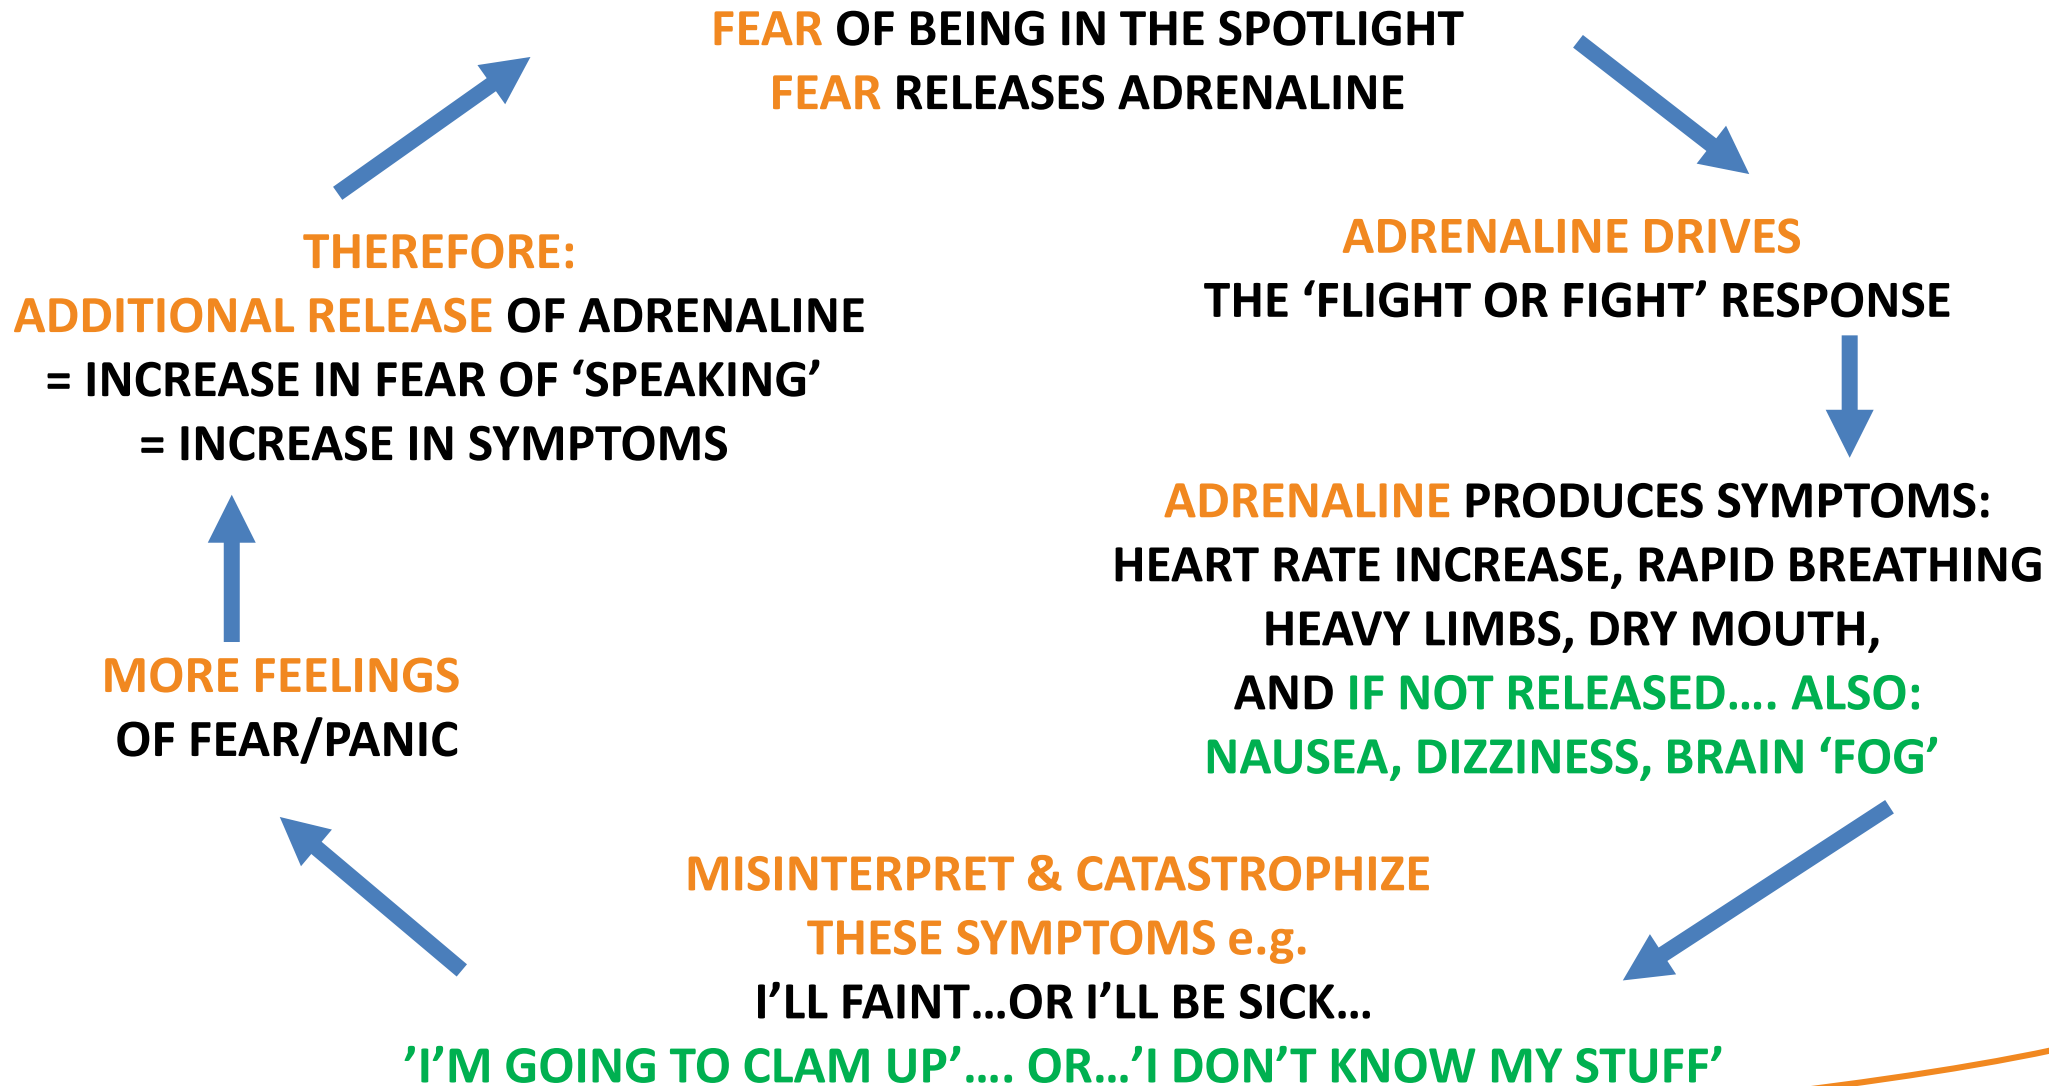 FEAR OF BEING IN THE SPOTLIGHT
FEAR RELEASES ADRENALINE
ADRENALINE DRIVES
THE ‘FLIGHT OR FIGHT’ RESPONSE
ADRENALINE PRODUCES SYMPTOMS:
HEART RATE INCREASE, RAPID BREATHING
HEAVY LIMBS, DRY MOUTH,
AND IF NOT RELEASED.... ALSO:
NAUSEA, DIZZINESS, BRAIN ‘FOG’
MISINTERPRET & CATASTROPHIZE
THESE SYMPTOMS e.g.
I’LL FAINT...OR I’LL BE SICK...
’I’M GOING TO CLAM UP’.... OR...’I DON’T KNOW MY STUFF’
MORE FEELINGS
OF FEAR/PANIC
THEREFORE:
ADDITIONAL RELEASE OF ADRENALINE
= INCREASE IN FEAR OF ‘SPEAKING’
= INCREASE IN SYMPTOMS